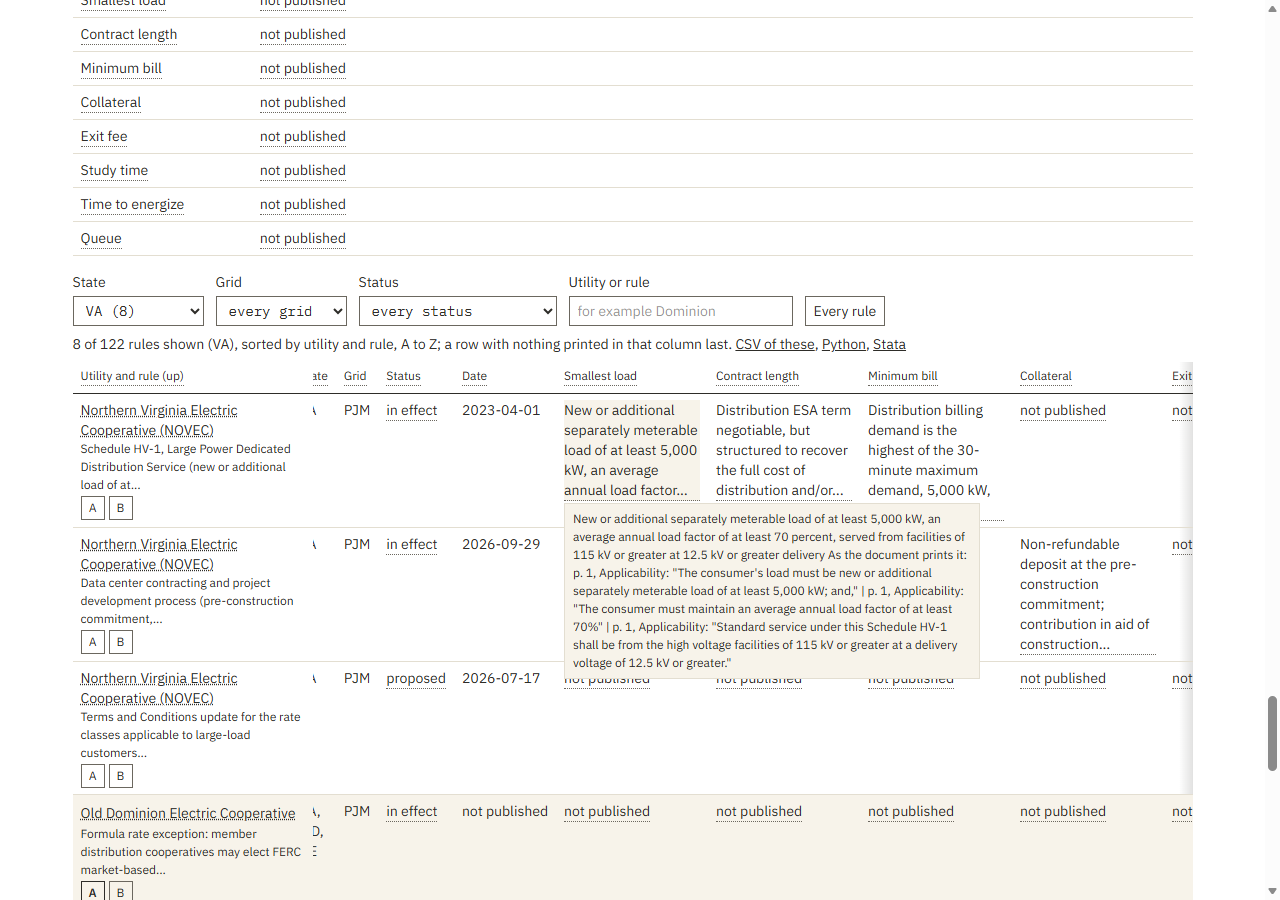 Smallest load not published
Contract length not published
Minimum bill not published
Collateral not published
Exit fee not published
Study time not published
Time to energize not published
Queue not published
State Grid Status Utility or rule
VA (8) every grid every status for example Dominion Every rule
8 of 122 rules shown (VA), sorted by utility and rule, A to Z; a row with nothing printed in that column last. CSV of these, Python, Stata
Utility and rule (up) ate Grid Status Date Smallest load Contract length Minimum bill Collateral Exit
Northern Virginia Electric
Cooperative (NOVEC)
Schedule HV-1, Large Power Dedicated
Distribution Service (new or additional
load of at...
A B
PJM in effect 2023-04-01
New or additional
separately meterable
load of at least 5,000
kW, an average
annual load factor...
Distribution ESA term
negotiable, but
structured to recover
the full cost of
distribution and/or...
Distribution billing
demand is the
highest of the 30-
minute maximum
demand, 5,000 kW,
not published
not
New or additional separately meterable load of at least 5,000 kW, an
average annual load factor of at least 70 percent, served from facilities of
115 kV or greater at 12.5 kV or greater delivery As the document prints it:
p. 1, Applicability: "The consumer's load must be new or additional
separately meterable load of at least 5,000 kW; and," | p. 1, Applicability:
"The consumer must maintain an average annual load factor of at least
70%" | p. 1, Applicability: "Standard service under this Schedule HV-1
shall be from the high voltage facilities of 115 kV or greater at a delivery
voltage of 12.5 kV or greater."
Northern Virginia Electric
Cooperative (NOVEC)
Data center contracting and project
development process (pre-construction
commitment,...
A B
PJM in effect 2026-09-29
Non-refundable
deposit at the pre-
construction
commitment;
contribution in aid of
construction...
not
Northern Virginia Electric
Cooperative (NOVEC)
Terms and Conditions update for the rate
classes applicable to large-load
customers...
A B
PJM proposed 2026-07-17 not published not published not published not published not
Old Dominion Electric Cooperative
Formula rate exception: member
distribution cooperatives may elect FERC
market-based...
A B
PJM in effect not published not published not published not published not published not